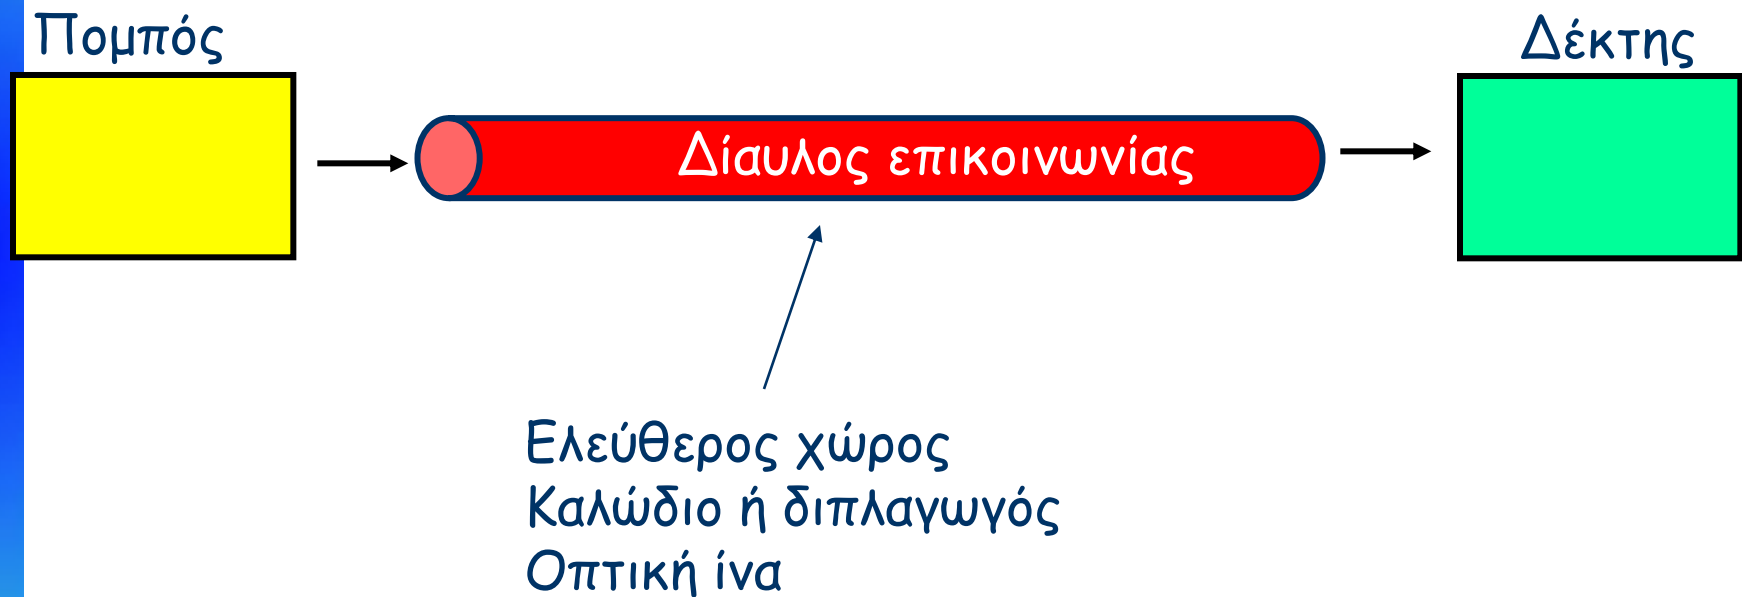 Πομπός
Δέκτης
Δίαυλος επικοινωνίας
Ελεύθερος χώρος
Καλώδιο ή διπλαγωγός
Οπτική ίνα